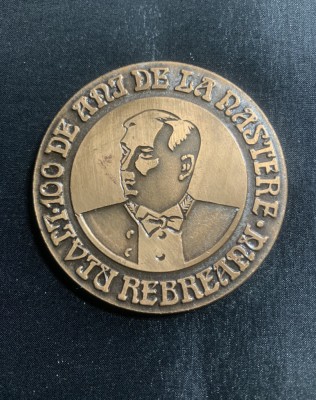 100 DE ANI DE LA NASTERE
LIVIU REBREANU